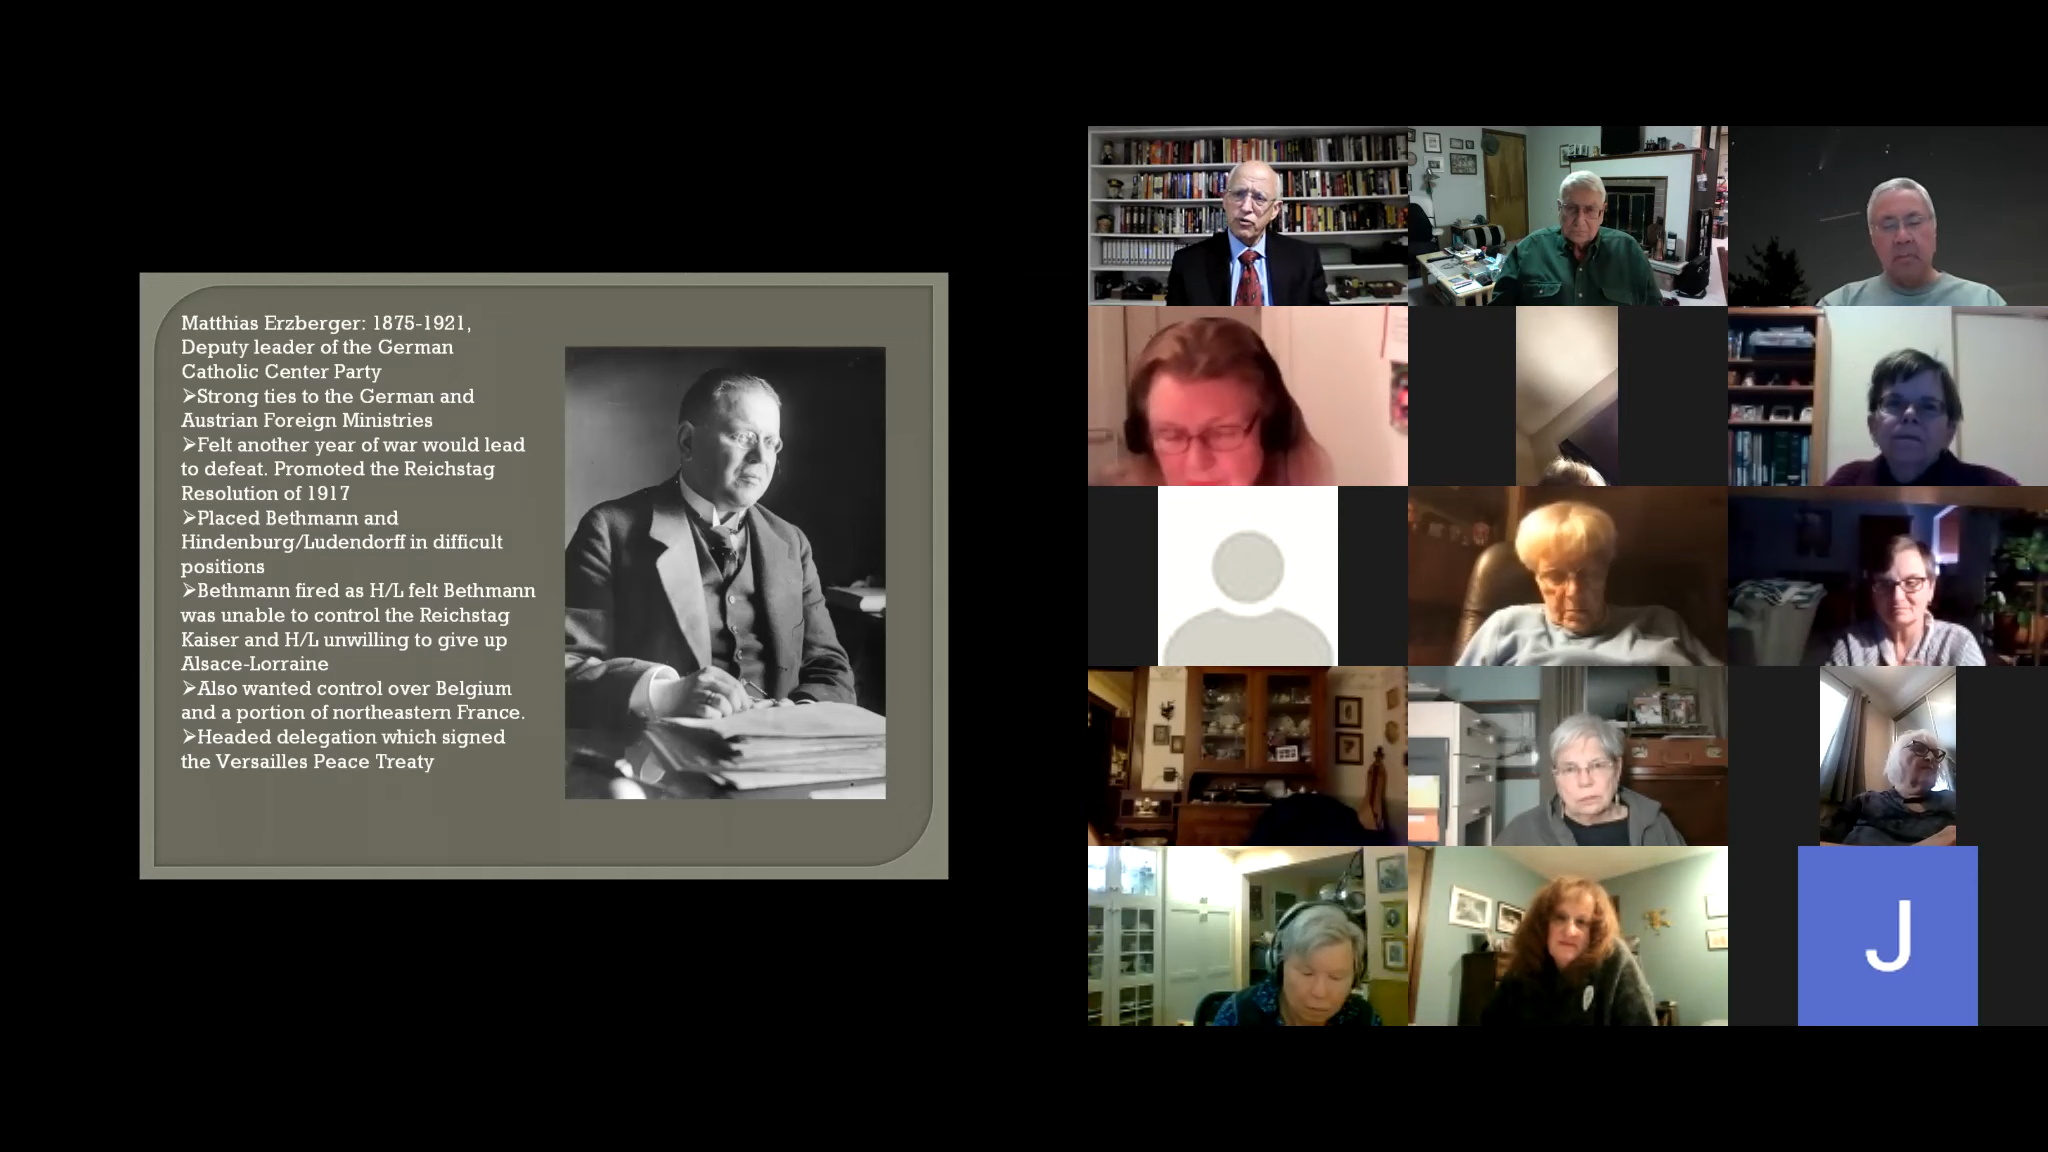 Matthias Erzberger: 1875-1921,
Deputy leader of the German
Catholic Center Party
➢Strong ties to the German and
Austrian Foreign Ministries
➢Felt another year of war would lead
to defeat. Promoted the Reichstag
Resolution of 1917
➢Placed Bethmann and
Hindenburg/Ludendorff in difficult
positions
➢Bethmann fired as H/L felt Bethmann
was unable to control the Reichstag
Kaiser and H/L unwilling to give up
Alsace-Lorraine
➢Also wanted control over Belgium
and a portion of northeastern France.
➢Headed delegation which signed
the Versailles Peace Treaty
J